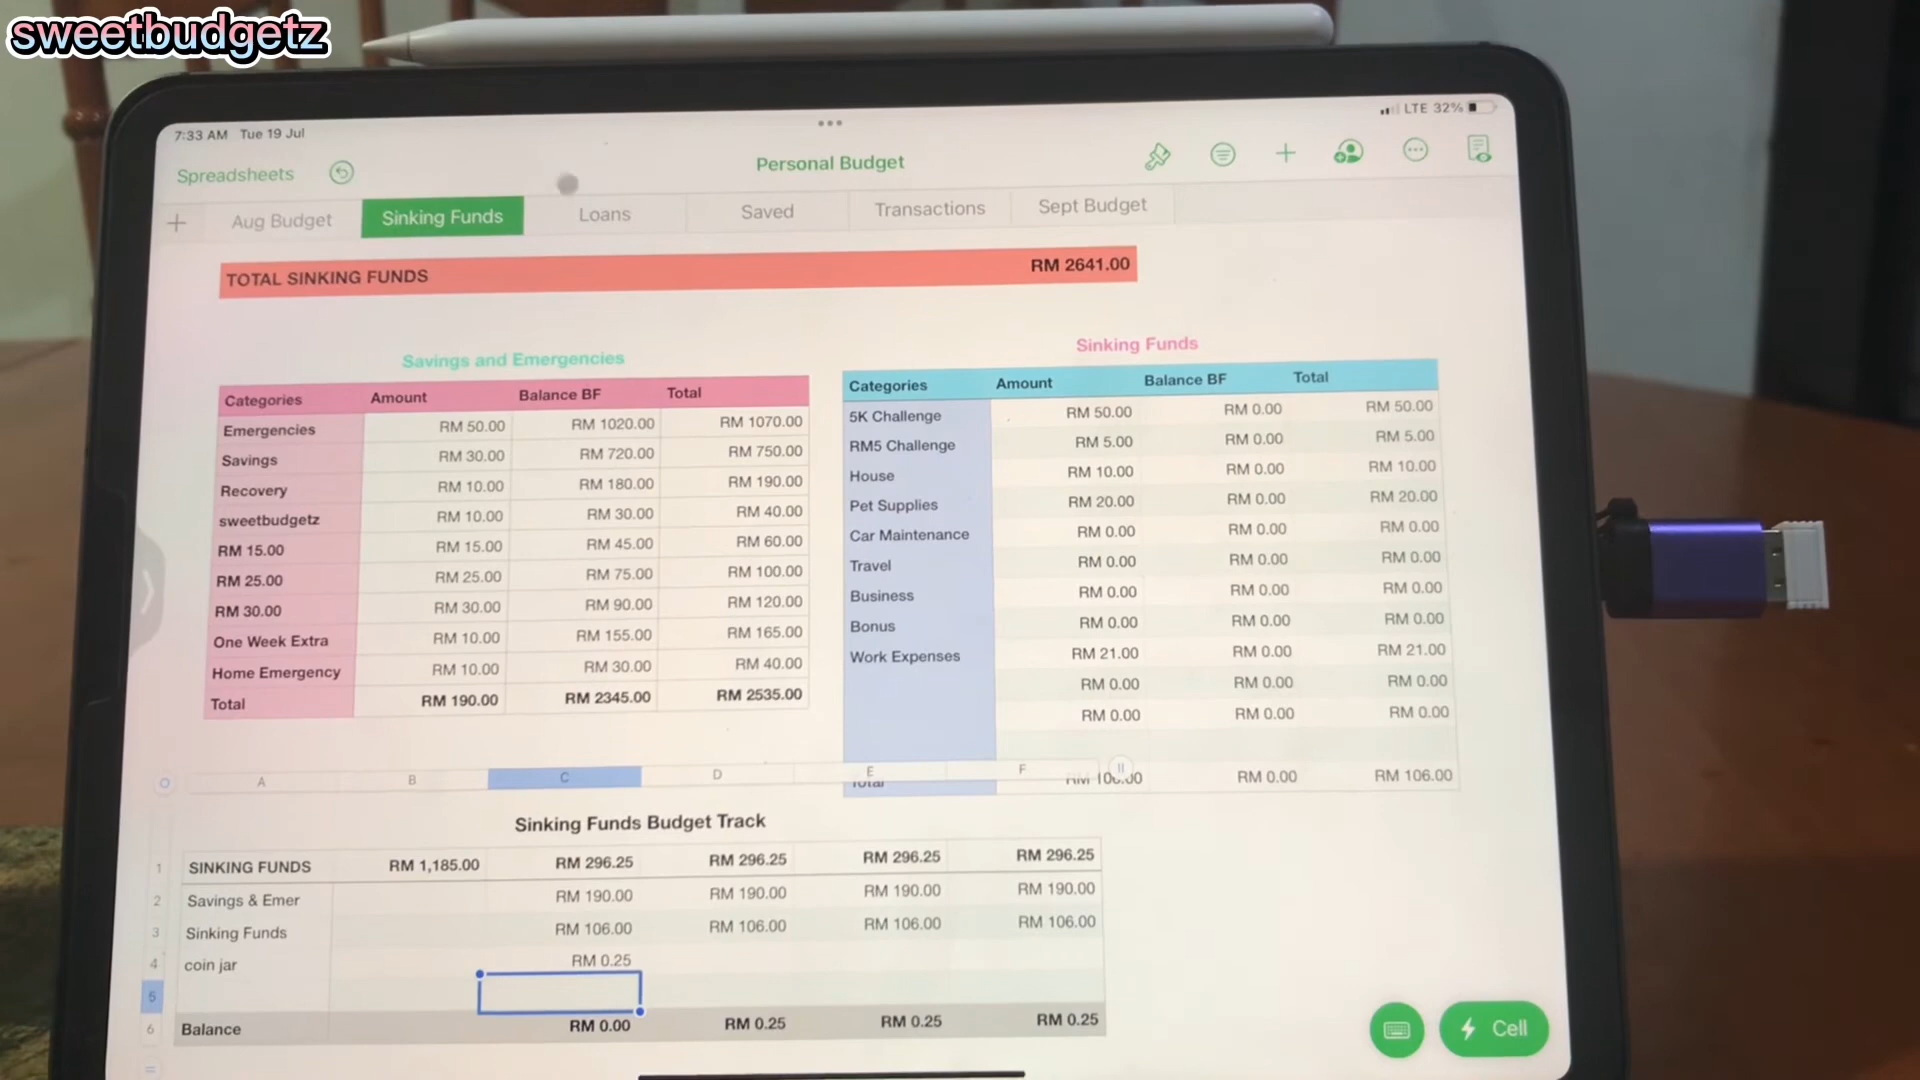 sweetbudgetz
7:33 AM Tue 19 Jul
LTE 32%
Spreadsheets
Personal Budget
Aug Budget Sinking Funds Loans Saved Transactions Sept Budget
TOTAL SINKING FUNDS RM 2641.00
Savings and Emergencies
Categories Amount Balance BF Total
Emergencies RM 50.00 RM 1020.00 RM 1070.00
Savings RM 30.00 RM 720.00 RM 750.00
Recovery RM 10.00 RM 180.00 RM 190.00
sweetbudgetz RM 10.00 RM 30.00 RM 40.00
RM 15.00 RM 15.00 RM 45.00 RM 60.00
RM 25.00 RM 25.00 RM 75.00 RM 100.00
RM 30.00 RM 30.00 RM 90.00 RM 120.00
One Week Extra RM 10.00 RM 155.00 RM 165.00
Home Emergency RM 10.00 RM 30.00 RM 40.00
Total RM 190.00 RM 2345.00 RM 2535.00
Sinking Funds
Categories Amount Balance BF Total
5K Challenge RM 50.00 RM 0.00 RM 50.00
RM5 Challenge RM 5.00 RM 0.00 RM 5.00
House RM 10.00 RM 0.00 RM 10.00
Pet Supplies RM 20.00 RM 0.00 RM 20.00
Car Maintenance RM 0.00 RM 0.00 RM 0.00
Travel RM 0.00 RM 0.00 RM 0.00
Business RM 0.00 RM 0.00 RM 0.00
Bonus RM 0.00 RM 0.00 RM 0.00
Work Expenses RM 21.00 RM 0.00 RM 21.00
RM 0.00 RM 0.00 RM 0.00
RM 0.00 RM 0.00 RM 0.00
Total RM 106.00 RM 0.00 RM 106.00
A B C D E F
Sinking Funds Budget Track
1 SINKING FUNDS RM 1,185.00 RM 296.25 RM 296.25 RM 296.25 RM 296.25
2 Savings & Emer RM 190.00 RM 190.00 RM 190.00 RM 190.00
3 Sinking Funds RM 106.00 RM 106.00 RM 106.00 RM 106.00
4 coin jar RM 0.25
5
6 Balance RM 0.00 RM 0.25 RM 0.25 RM 0.25
Cell